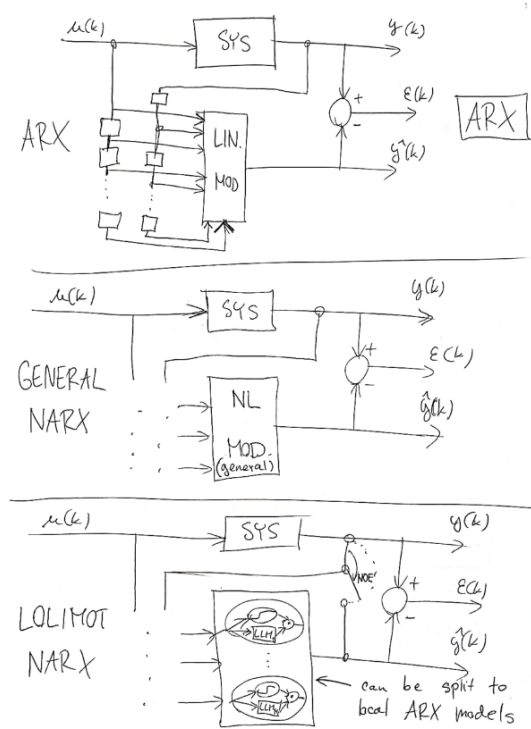 u(k)
SYS
y(k)
ε(k)
ARX
ARX
LIN.
MOD
ŷ(k)
+
-
u(k)
SYS
y(k)
ε(k)
GENERAL
NARX
NL
MOD.
(general)
ŷ(k)
+
-
u(k)
SYS
y(k)
'NOE'
ε(k)
LOLIMOT
NARX
LLM
LLM
ŷ(k)
+
-
can be split to
local ARX models